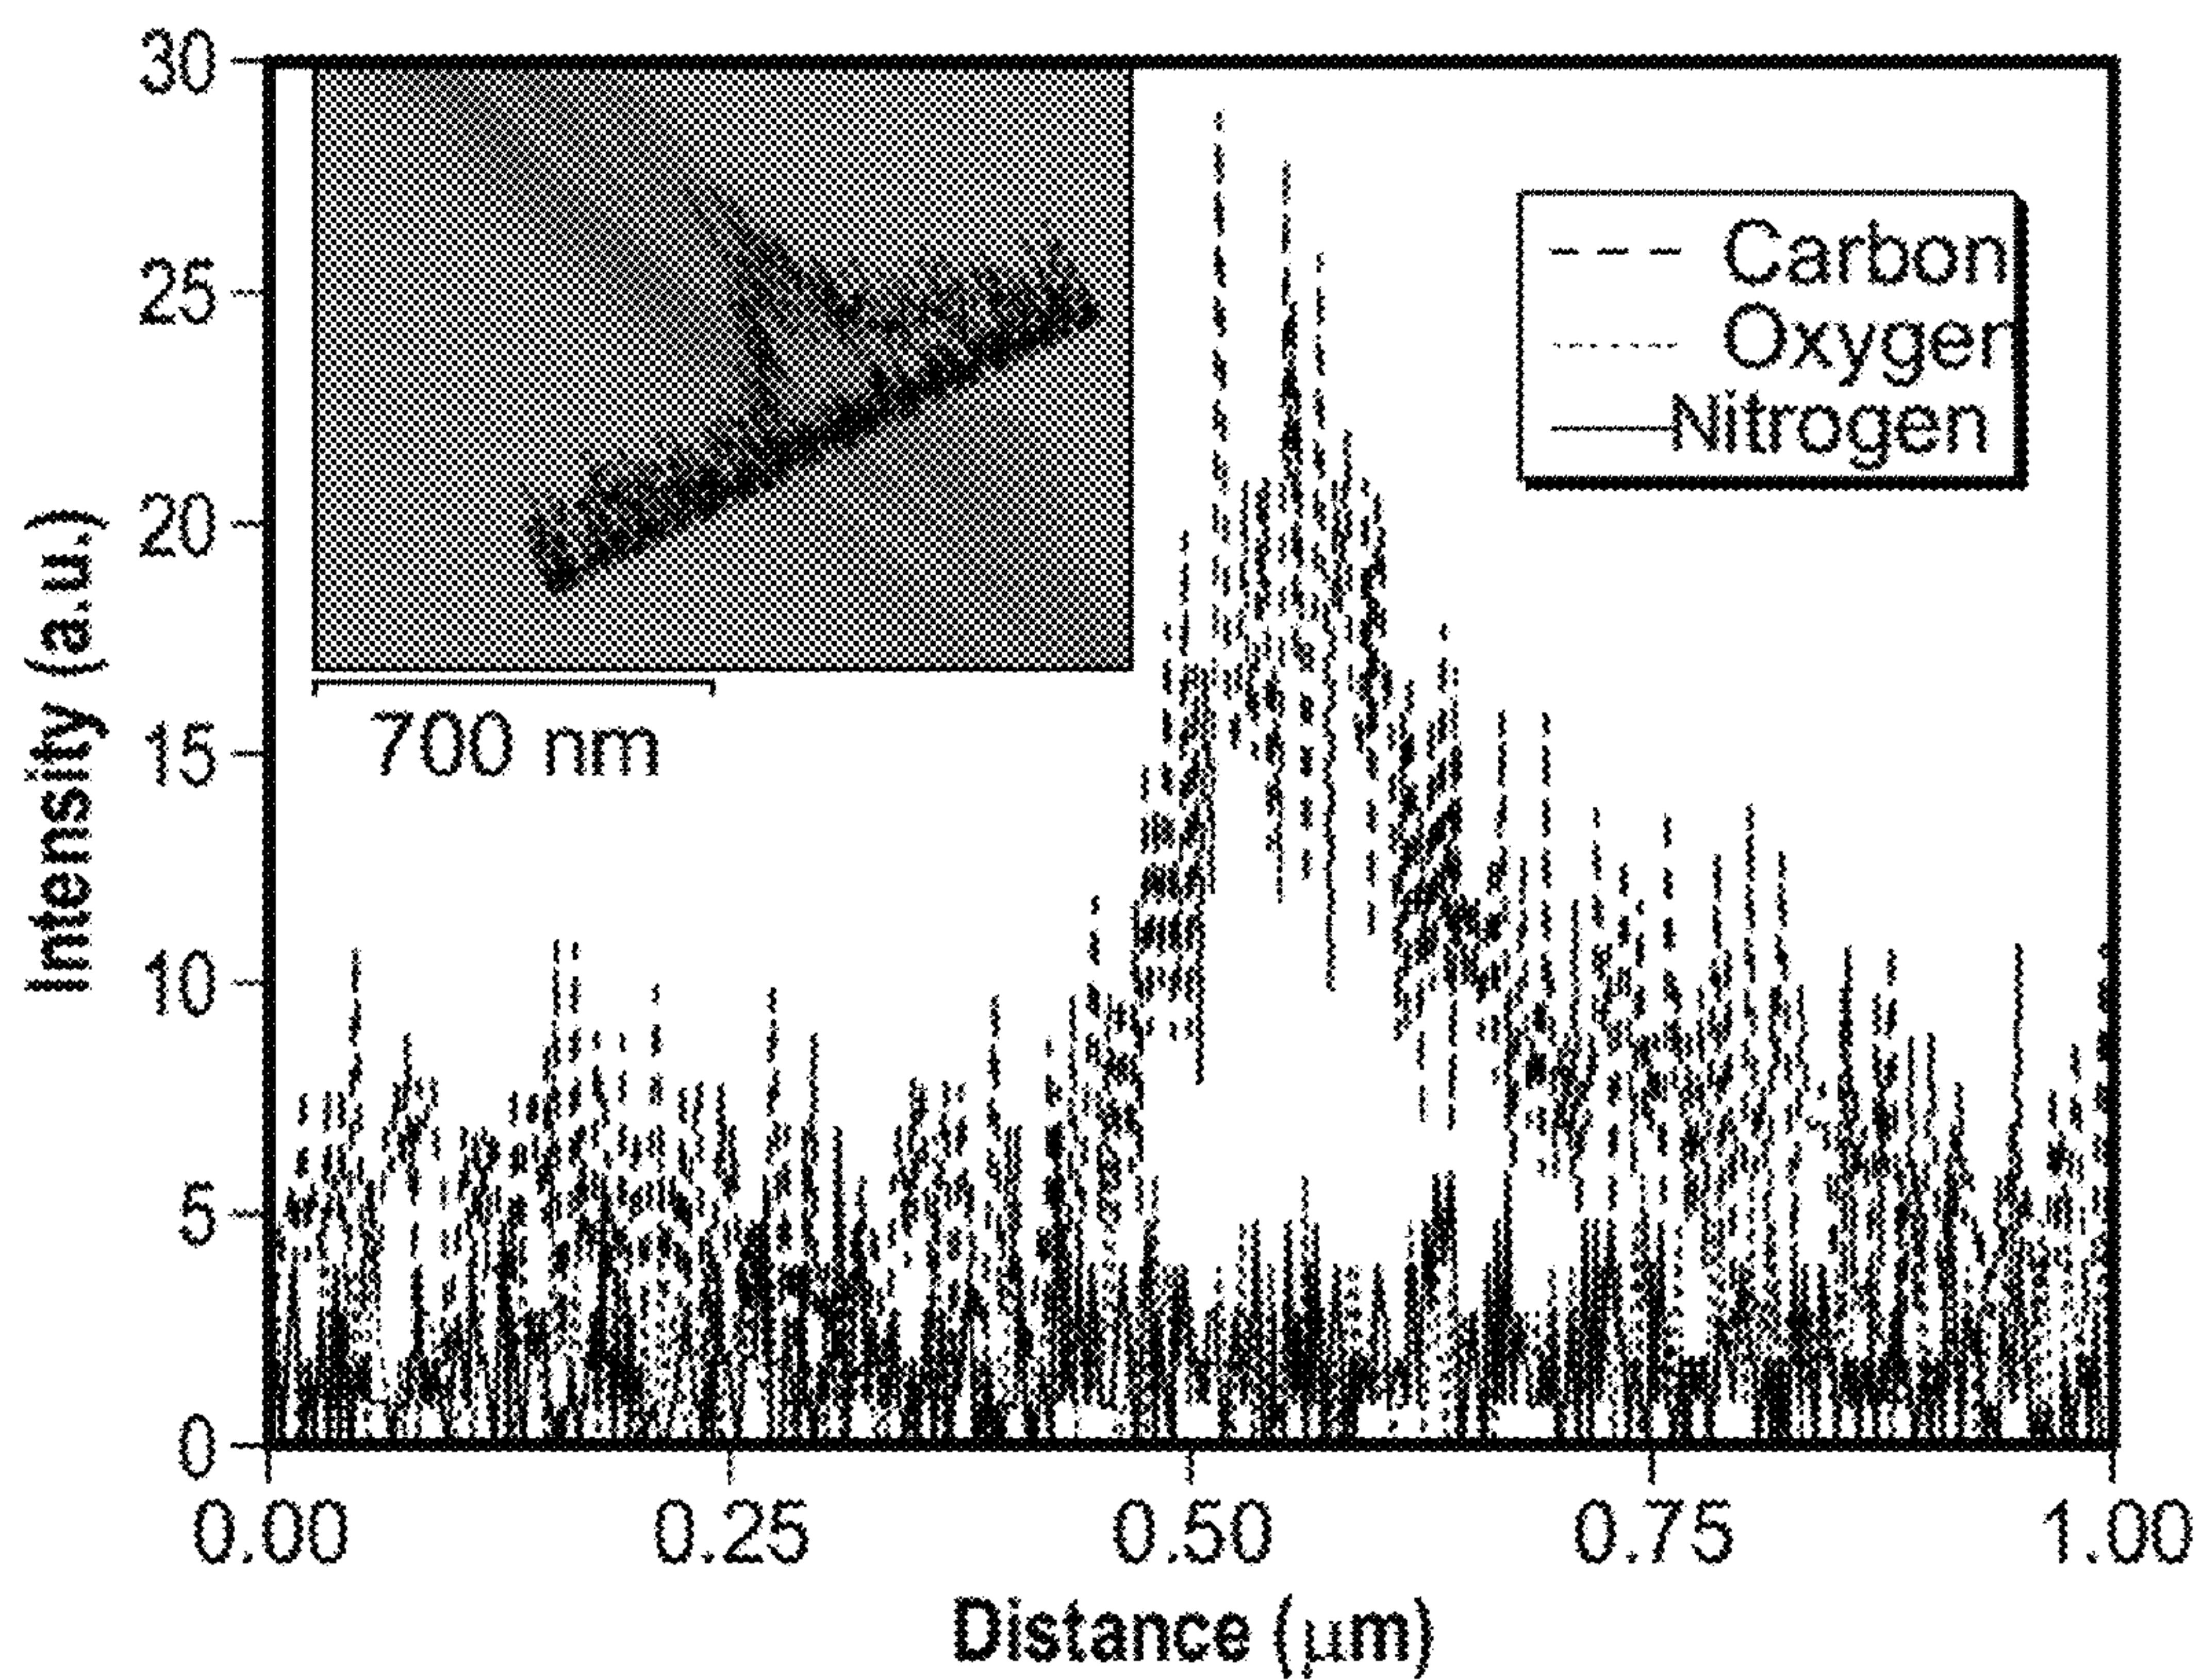 30
25
20
15
10
5
0
Intensity (a.u.)
700 nm
Carbon
Oxygen
Nitrogen
0.00
0.25
0.50
0.75
1.00
Distance (μm)